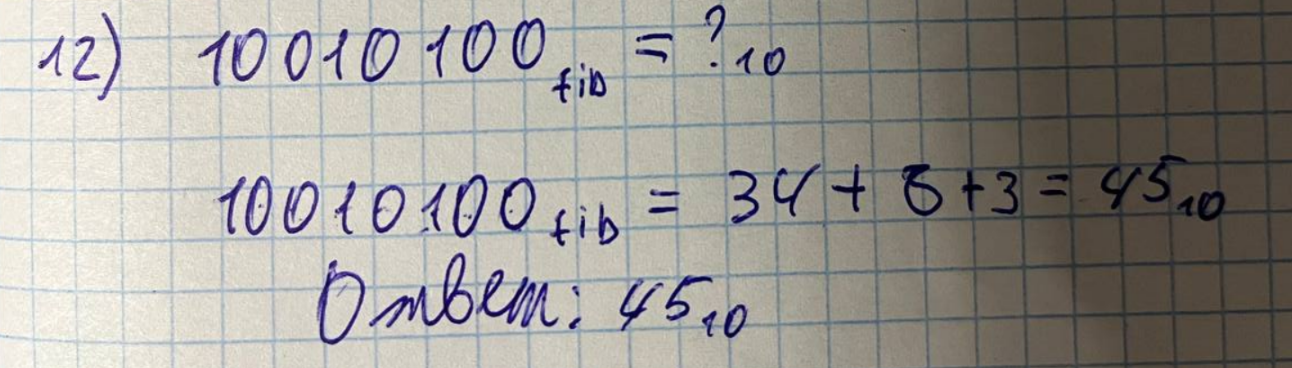 12) 10010100fib = ?10
10010100fib = 34 + 8 + 3 = 4510
Ответ: 4510